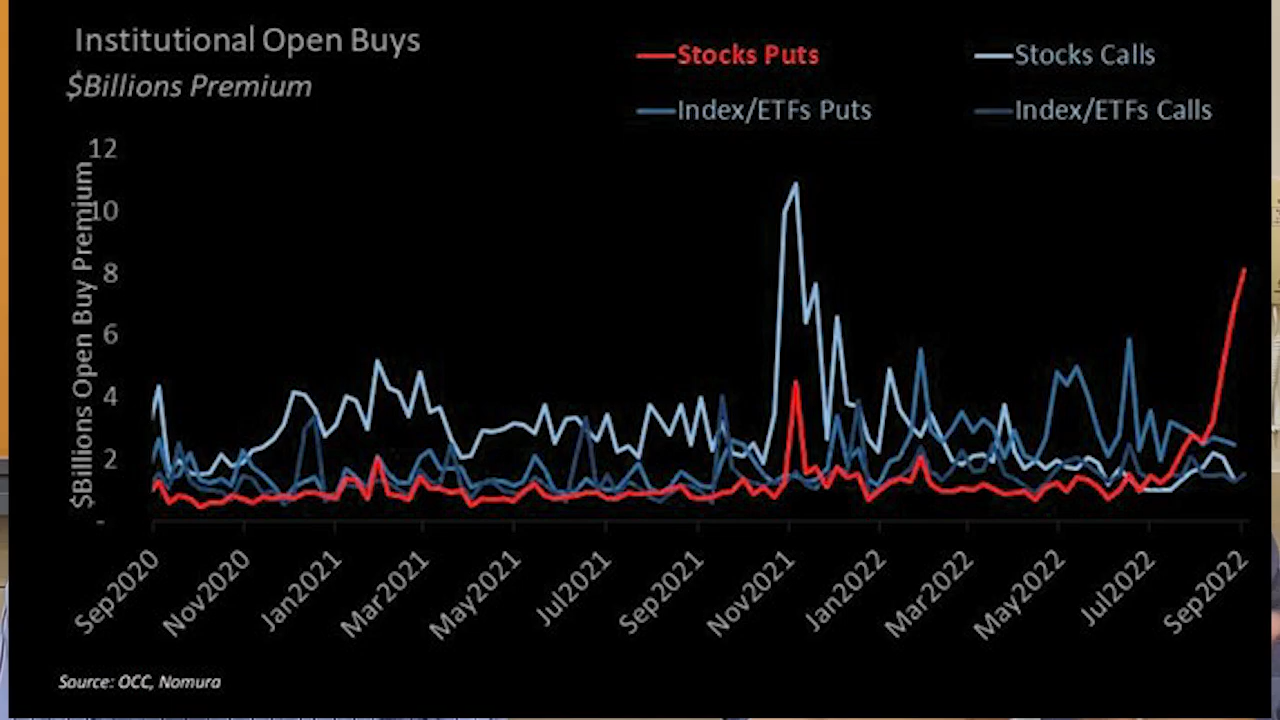 Institutional Open Buys
$Billions Premium
Stocks Puts
Stocks Calls
Index/ETFs Puts
Index/ETFs Calls
$Billions Open Buy Premium
12
10
8
6
4
2
-
Sep2020
Nov2020
Jan2021
Mar2021
May2021
Jul2021
Sep2021
Nov2021
Jan2022
Mar2022
May2022
Jul2022
Sep2022
Source: OCC, Nomura